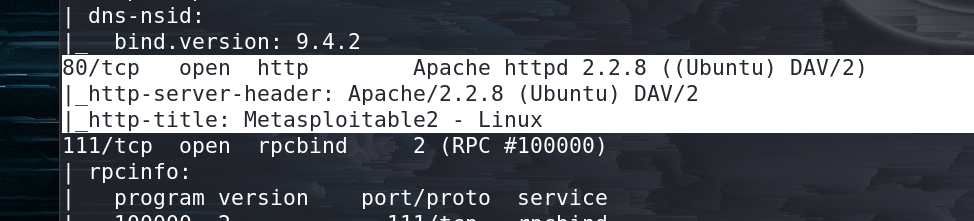 | dns-nsid:
|_  bind.version: 9.4.2
80/tcp   open  http        Apache httpd 2.2.8 ((Ubuntu) DAV/2)
|_http-server-header: Apache/2.2.8 (Ubuntu) DAV/2
|_http-title: Metasploitable2 - Linux
111/tcp  open  rpcbind     2 (RPC #100000)
| rpcinfo:
|   program version    port/proto  service
|   100000  2            111/tcp   rpcbind